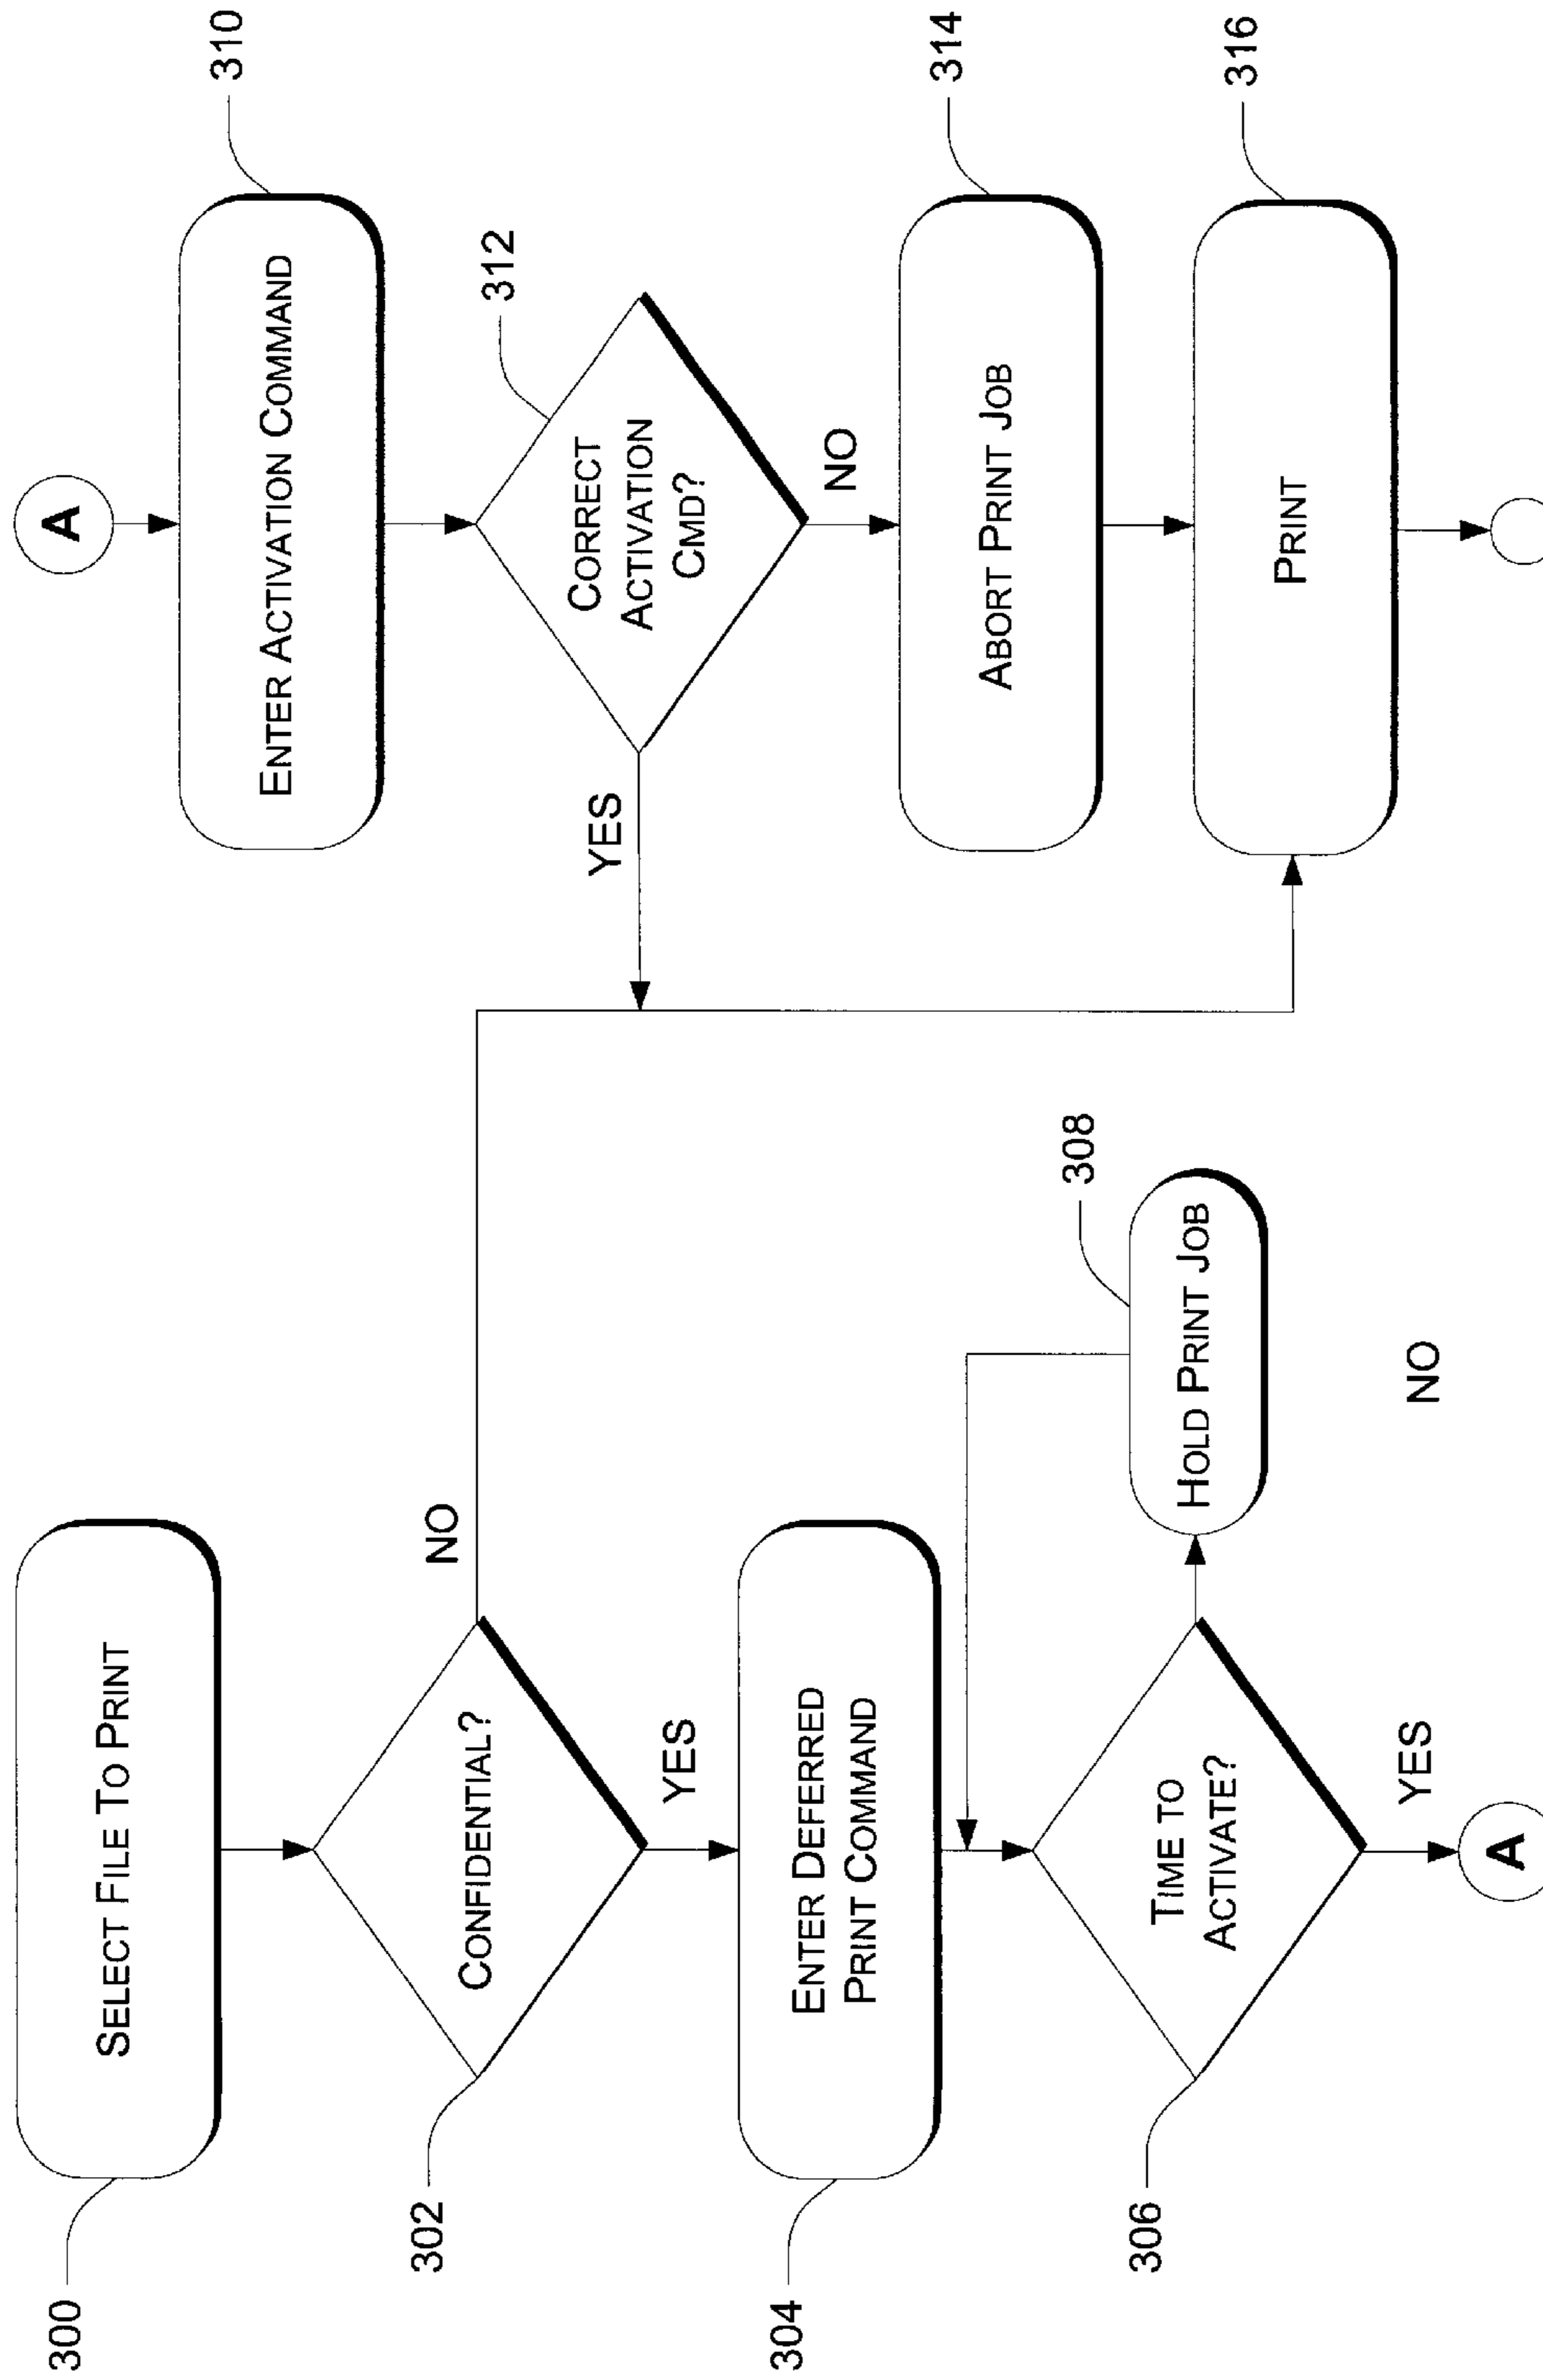 300
SELECT FILE TO PRINT
302
CONFIDENTIAL?
NO
YES
304
ENTER DEFERRED
PRINT COMMAND
306
TIME TO
ACTIVATE?
308
HOLD PRINT JOB
NO
YES
A
A
310
ENTER ACTIVATION COMMAND
312
CORRECT
ACTIVATION
CMD?
YES
NO
314
ABORT PRINT JOB
316
PRINT